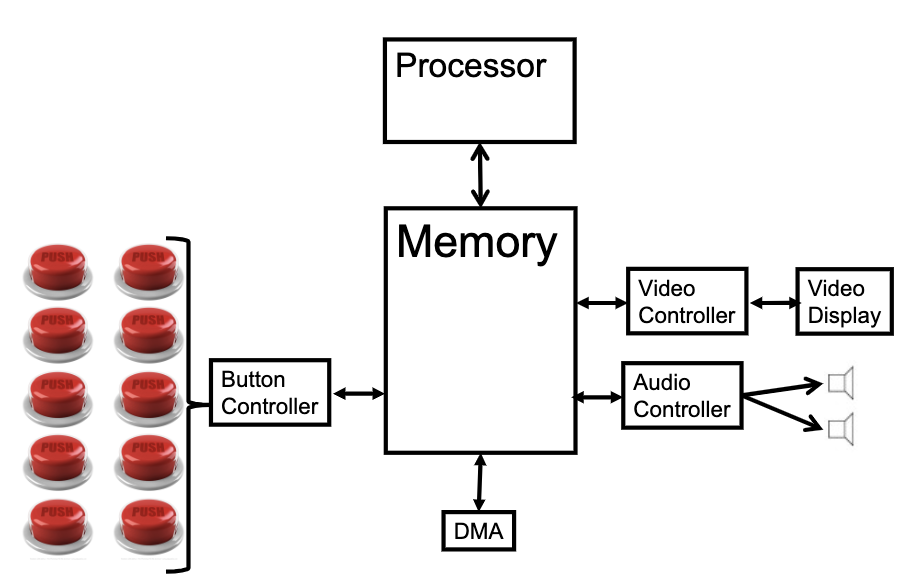 Processor
Memory
PUSH PUSH
PUSH PUSH
PUSH PUSH
PUSH PUSH
PUSH PUSH
Button
Controller
Video
Controller
Video
Display
Audio
Controller
DMA